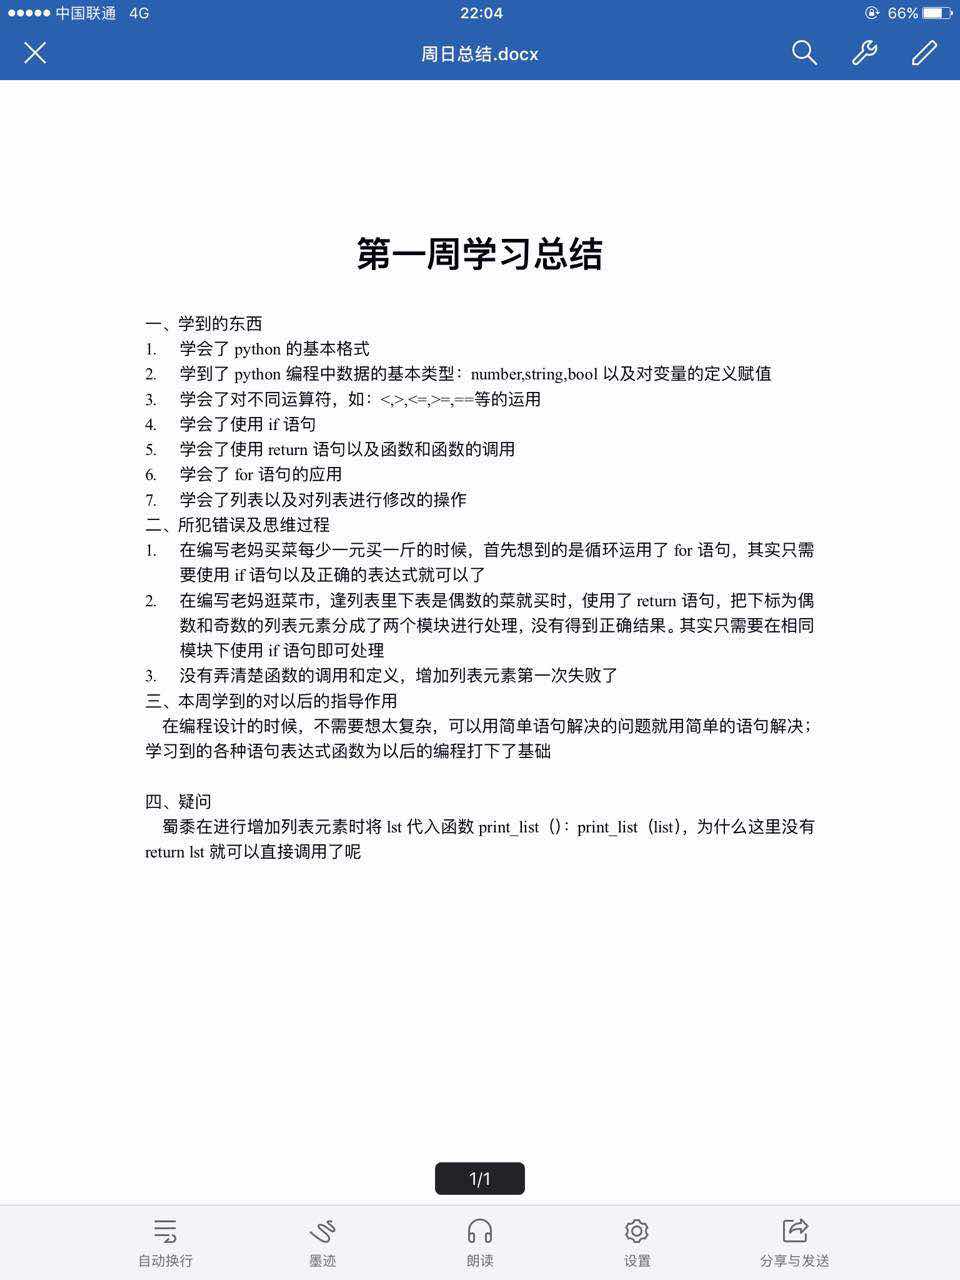 中国联通 4G 22:04 66%
周日总结.docx
第一周学习总结
一、学到的东西
1. 学会了 python 的基本格式
2. 学到了 python 编程中数据的基本类型：number,string,bool 以及对变量的定义赋值
3. 学会了对不同运算符，如：<,>,<=,>=,==等的运用
4. 学会了使用 if 语句
5. 学会了使用 return 语句以及函数和函数的调用
6. 学会了 for 语句的应用
7. 学会了列表以及对列表进行修改的操作
二、所犯错误及思维过程
1. 在编写老妈买菜每少一元买一斤的时候，首先想到的是循环运用了 for 语句，其实只需
要使用 if 语句以及正确的表达式就可以了
2. 在编写老妈逛菜市，逢列表里下表是偶数的菜就买时，使用了 return 语句，把下标为偶
数和奇数的列表元素分成了两个模块进行处理，没有得到正确结果。其实只需要在相同
模块下使用 if 语句即可处理
3. 没有弄清楚函数的调用和定义，增加列表元素第一次失败了
三、本周学到的对以后的指导作用
在编程设计的时候，不需要想太复杂，可以用简单语句解决的问题就用简单的语句解决；
学习到的各种语句表达式函数为以后的编程打下了基础
四、疑问
蜀黍在进行增加列表元素时将 lst 代入函数 print_list（）：print_list（list），为什么这里没有
return lst 就可以直接调用了呢
1/1
自动换行 墨迹 朗读 设置 分享与发送